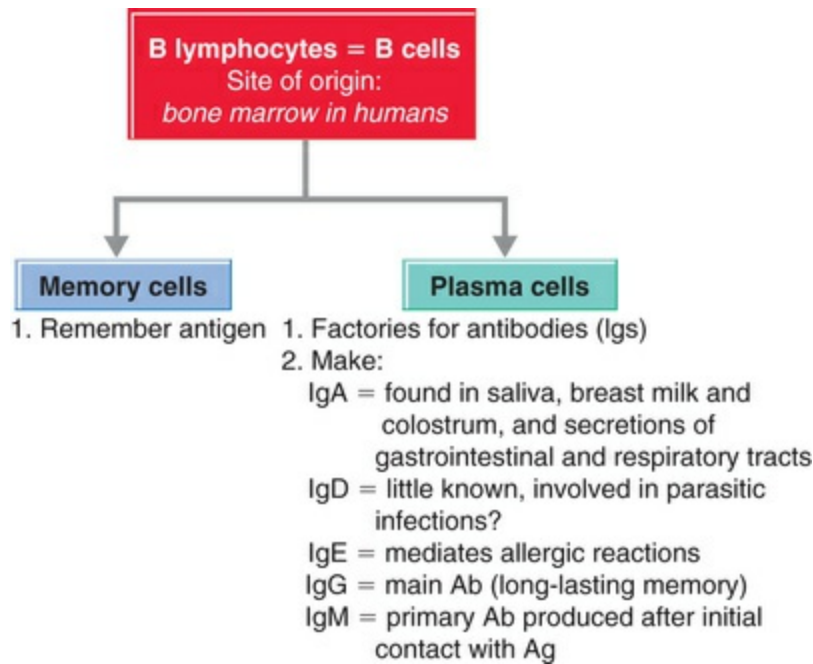 B lymphocytes = B cells
Site of origin:
bone marrow in humans
Memory cells
1. Remember antigen
Plasma cells
1. Factories for antibodies (Igs)
2. Make:
IgA = found in saliva, breast milk and
colostrum, and secretions of
gastrointestinal and respiratory tracts
IgD = little known, involved in parasitic
infections?
IgE = mediates allergic reactions
IgG = main Ab (long-lasting memory)
IgM = primary Ab produced after initial
contact with Ag